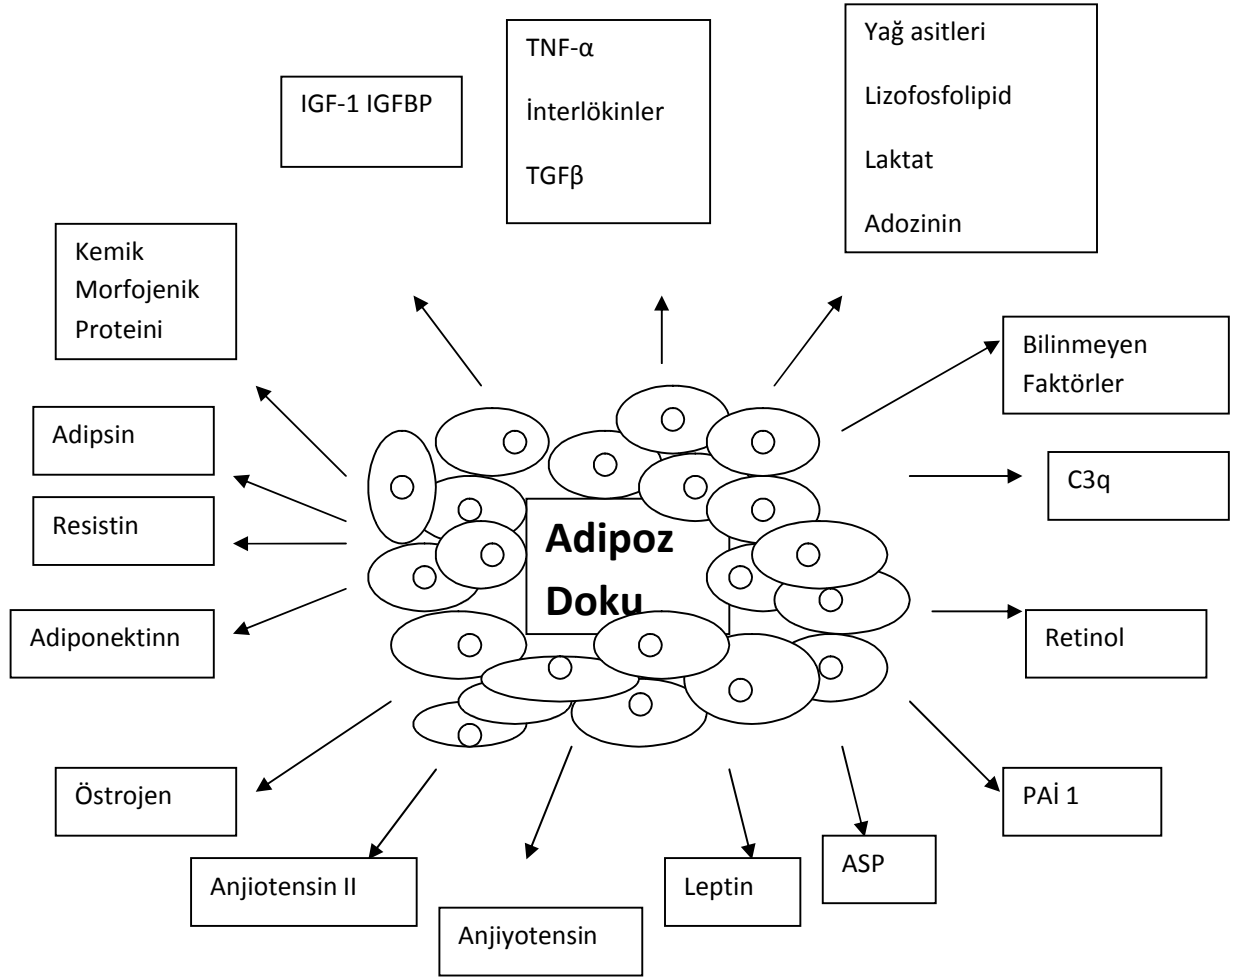 TNF-α
İnterlökinler
TGFβ
Yağ asitleri
Lizofosfolipid
Laktat
Adozinin
IGF-1 IGFBP
Kemik
Morfojenik
Proteini
Bilinmeyen
Faktörler
Adipsin
C3q
Resistin
Adipoz
Doku
Adiponektinn
Retinol
Östrojen
PAİ 1
Anjiotensin II
Leptin
ASP
Anjiyotensin